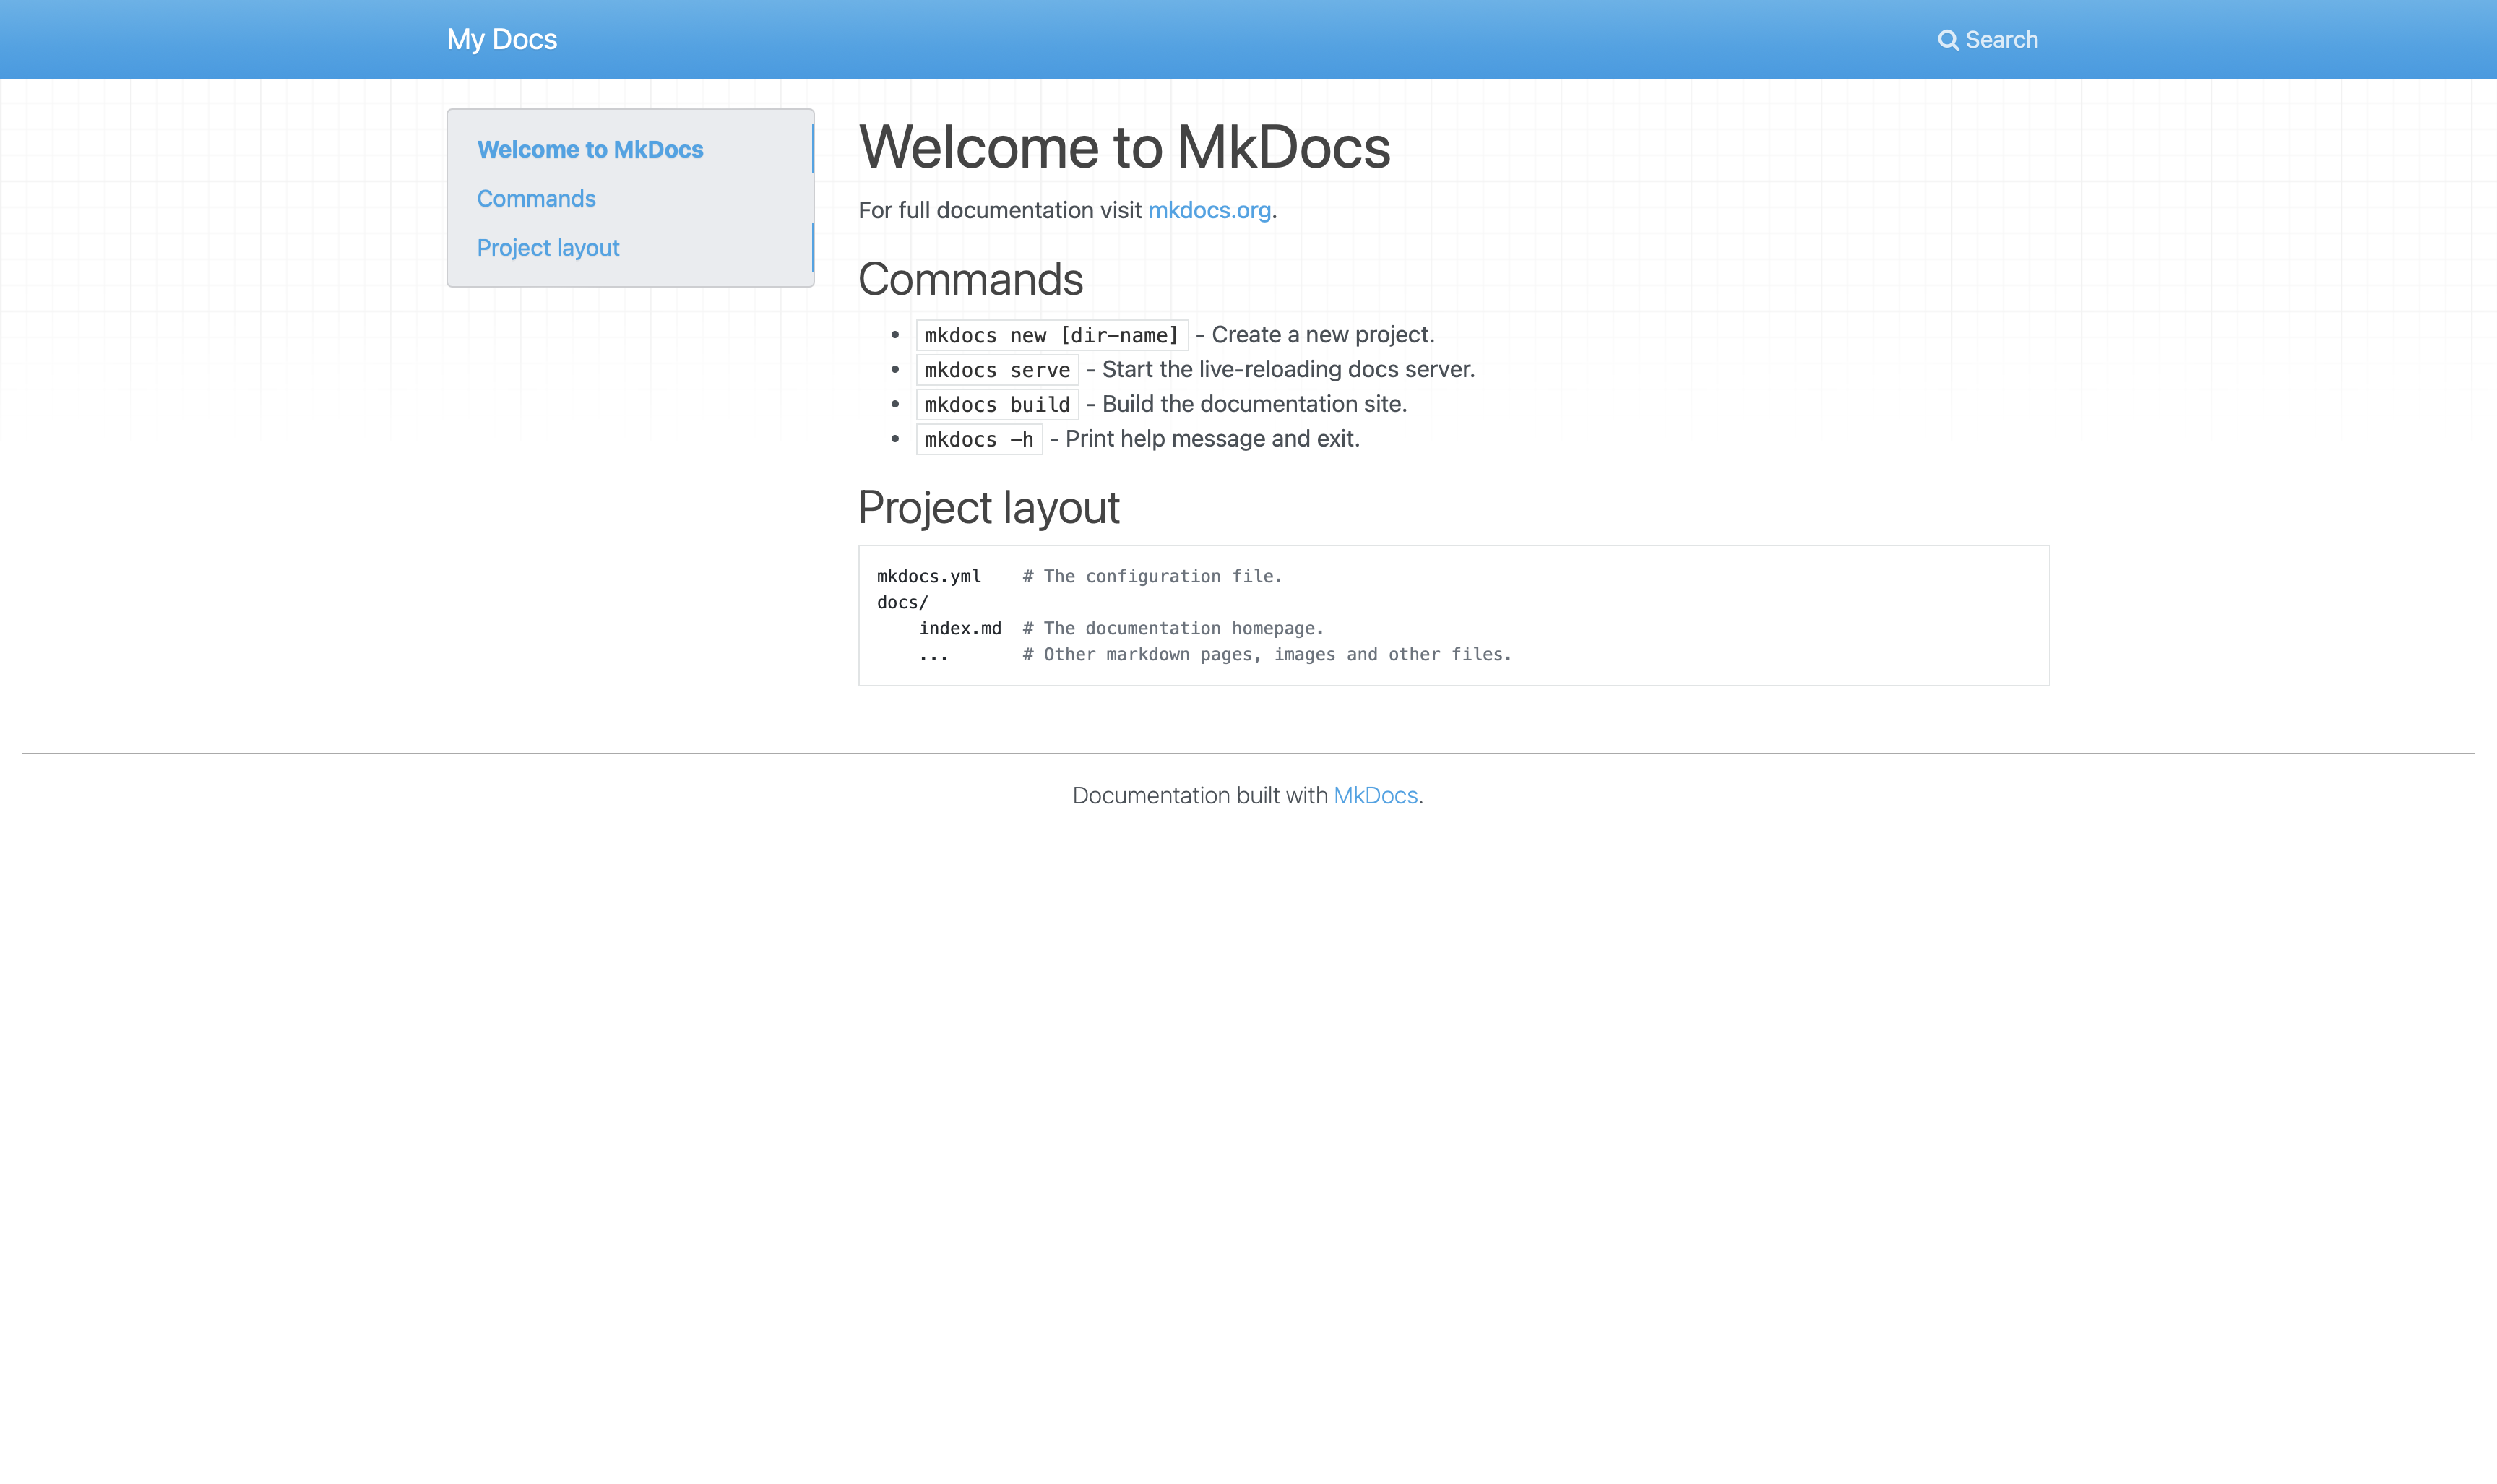 My Docs
Search
Welcome to MkDocs
Commands
Project layout
Welcome to MkDocs
For full documentation visit mkdocs.org.
Commands
• mkdocs new [dir-name] - Create a new project.
• mkdocs serve - Start the live-reloading docs server.
• mkdocs build - Build the documentation site.
• mkdocs -h - Print help message and exit.
Project layout
mkdocs.yml    # The configuration file.
docs/
    index.md  # The documentation homepage.
    ...       # Other markdown pages, images and other files.
Documentation built with MkDocs.